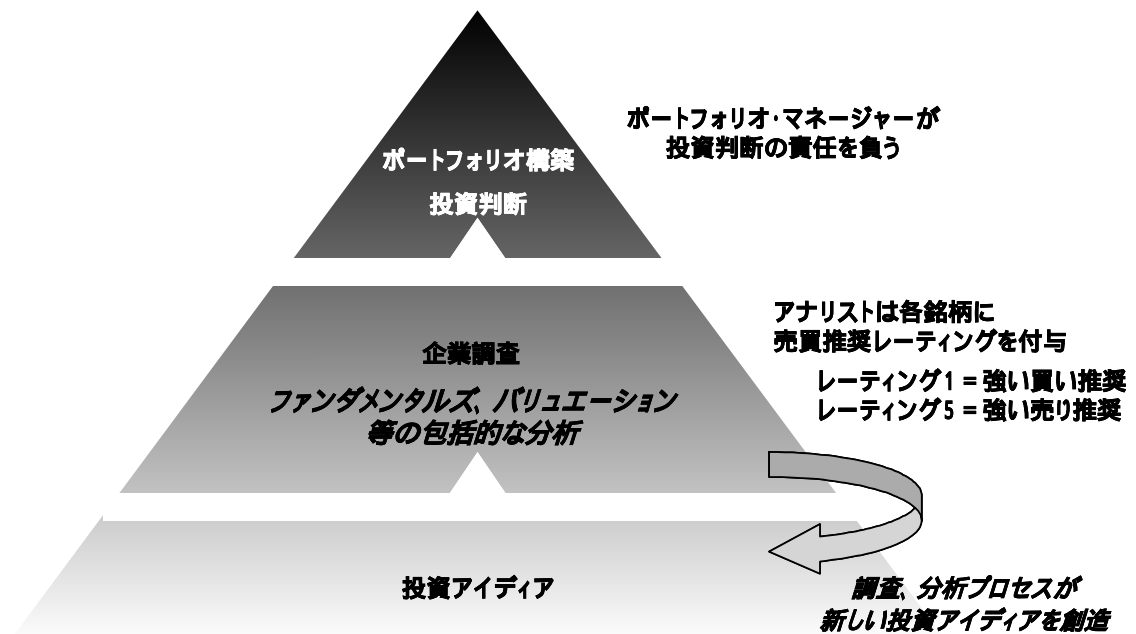 ポートフォリオ・マネージャーが
投資判断の責任を負う
ポートフォリオ構築
投資判断
アナリストは各銘柄に
売買推奨レーティングを付与
レーティング1 = 強い買い推奨
レーティング5 = 強い売り推奨
企業調査
ファンダメンタルズ、バリュエーション
等の包括的な分析
投資アイディア
調査、分析プロセスが
新しい投資アイディアを創造